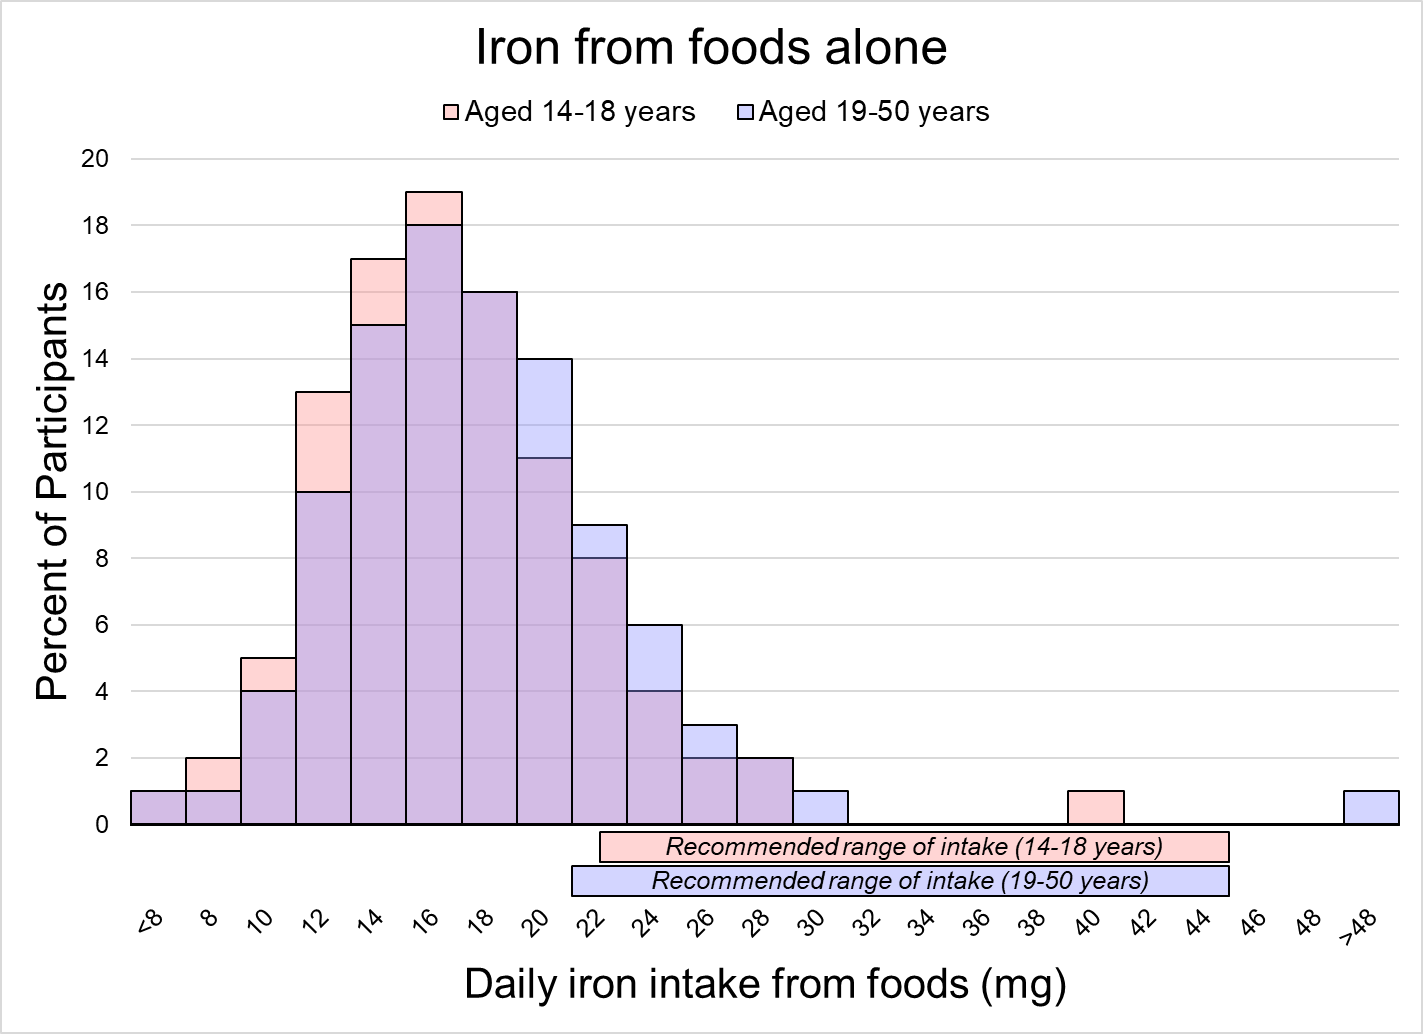 Iron from foods alone
Aged 14-18 years Aged 19-50 years
Percent of Participants
20
18
16
14
12
10
8
6
4
2
0
Recommended range of intake (14-18 years)
Recommended range of intake (19-50 years)
<8 8 10 12 14 16 18 20 22 24 26 28 30 32 34 36 38 40 42 44 46 48 >48
Daily iron intake from foods (mg)